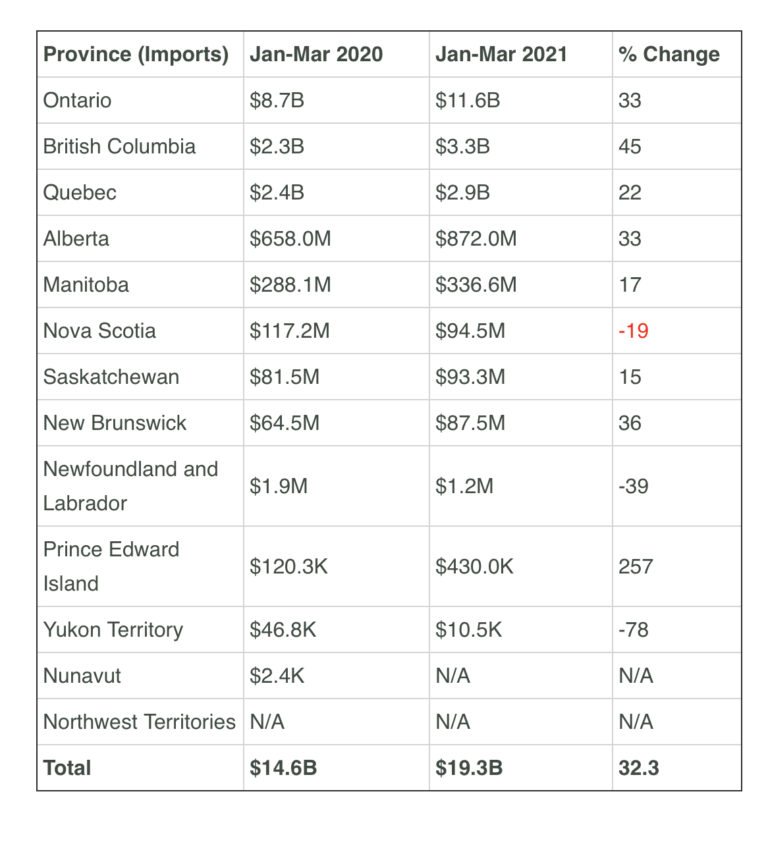 Province (Imports) Jan-Mar 2020 Jan-Mar 2021 % Change
Ontario $8.7B $11.6B 33
British Columbia $2.3B $3.3B 45
Quebec $2.4B $2.9B 22
Alberta $658.0M $872.0M 33
Manitoba $288.1M $336.6M 17
Nova Scotia $117.2M $94.5M -19
Saskatchewan $81.5M $93.3M 15
New Brunswick $64.5M $87.5M 36
Newfoundland and
Labrador $1.9M $1.2M -39
Prince Edward
Island $120.3K $430.0K 257
Yukon Territory $46.8K $10.5K -78
Nunavut $2.4K N/A N/A
Northwest Territories N/A N/A N/A
Total $14.6B $19.3B 32.3